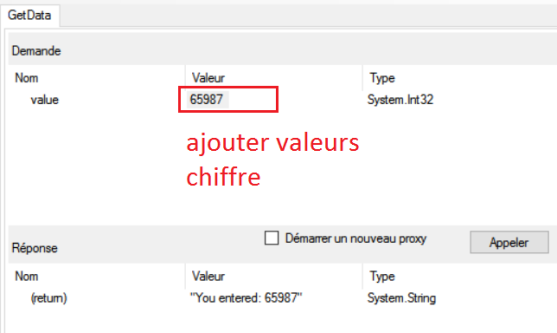 GetData
Demande
Nom Valeur Type
value 65987 System.Int32
ajouter valeurs
chiffre
Démarrer un nouveau proxy Appeler
Réponse
Nom Valeur Type
(return) "You entered: 65987" System.String